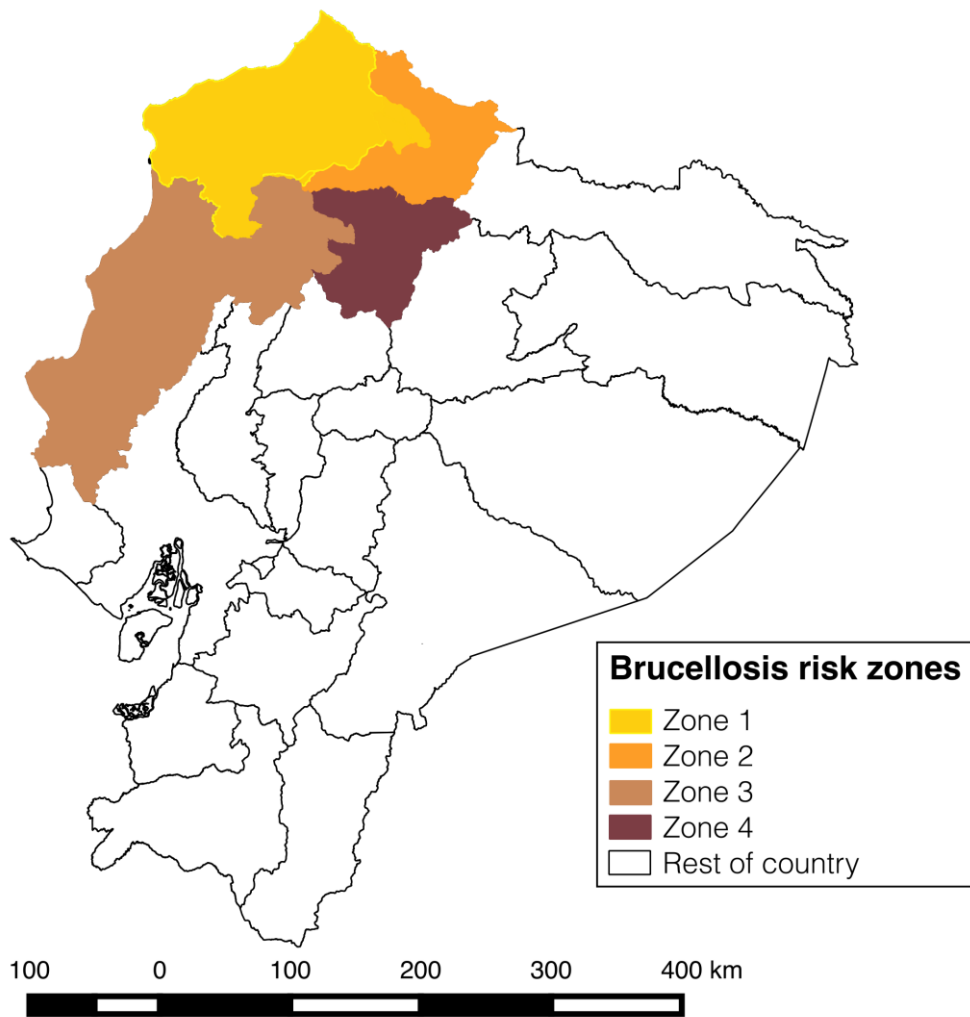 Brucellosis risk zones
Zone 1
Zone 2
Zone 3
Zone 4
Rest of country
100 0 100 200 300 400 km